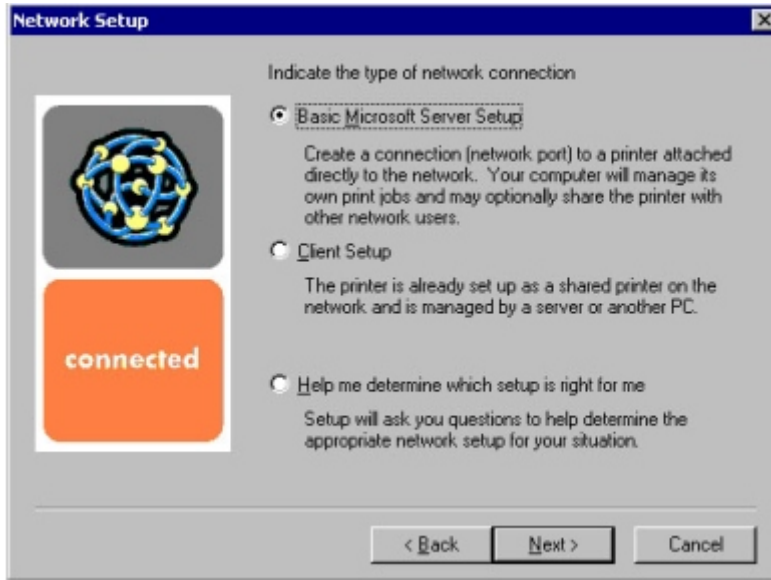 Network Setup
Indicate the type of network connection
Basic Microsoft Server Setup
Create a connection (network port) to a printer attached
directly to the network. Your computer will manage its
own print jobs and may optionally share the printer with
other network users.
Client Setup
The printer is already set up as a shared printer on the
network and is managed by a server or another PC.
connected
Help me determine which setup is right for me
Setup will ask you questions to help determine the
appropriate network setup for your situation.
< Back
Next >
Cancel